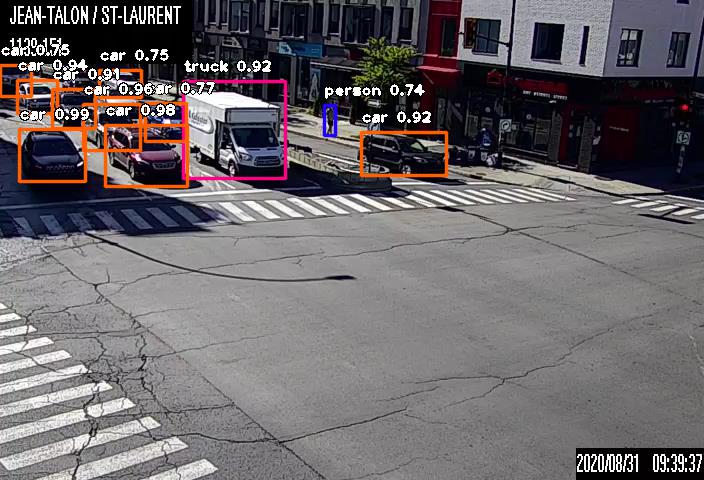 JEAN-TALON / ST-LAURENT
car 0.75
car 0.75
car 0.94
truck 0.92
car 0.91
car 0.96
0.77
person 0.74
car 0.99
car 0.98
car 0.92
2020/08/31 09:39:37